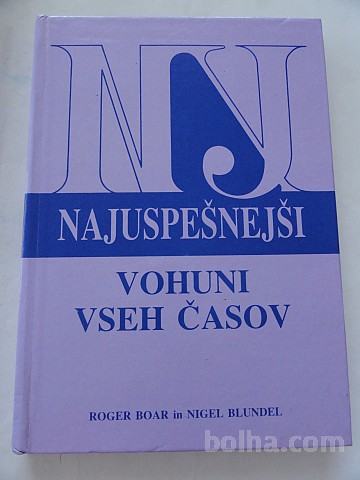 NJ
NAJUSPEŠNEJŠI
VOHUNI
VSEH ČASOV
ROGER BOAR in NIGEL BLUNDEL
bolha.com